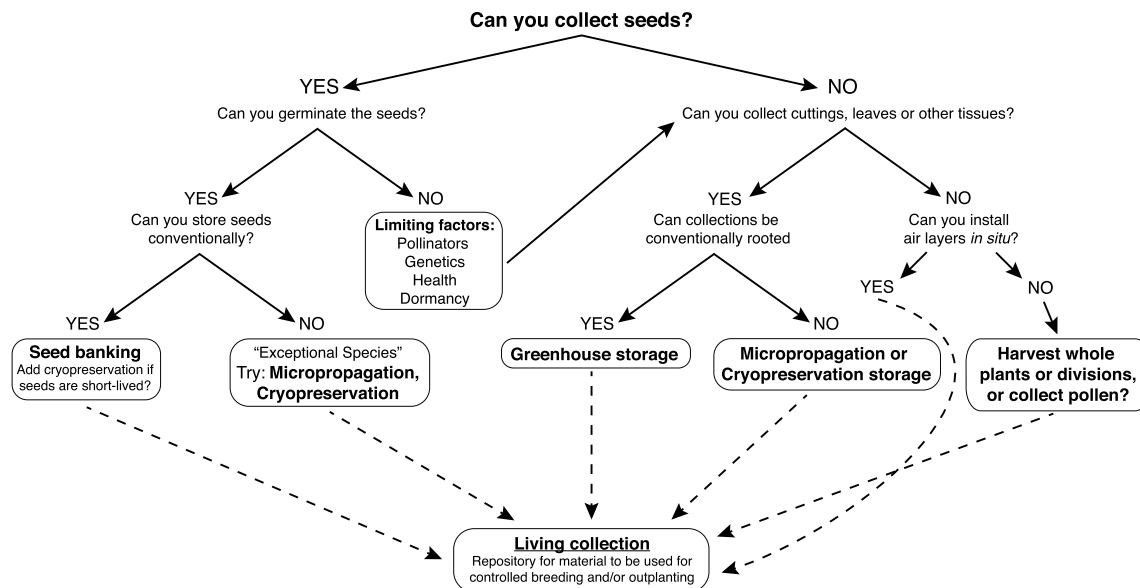 Can you collect seeds?
YES
NO
Can you germinate the seeds?
Can you collect cuttings, leaves or other tissues?
YES
NO
YES
NO
Can you store seeds
conventionally?
Limiting factors:
Pollinators
Genetics
Health
Dormancy
Can collections be
conventionally rooted
Can you install
air layers in situ?
YES
NO
YES
NO
YES
NO
Seed banking
Add cryopreservation if
seeds are short-lived?
“Exceptional Species”
Try: Micropropagation,
Cryopreservation
Greenhouse storage
Micropropagation or
Cryopreservation storage
Harvest whole
plants or divisions,
or collect pollen?
Living collection
Repository for material to be used for
controlled breeding and/or outplanting